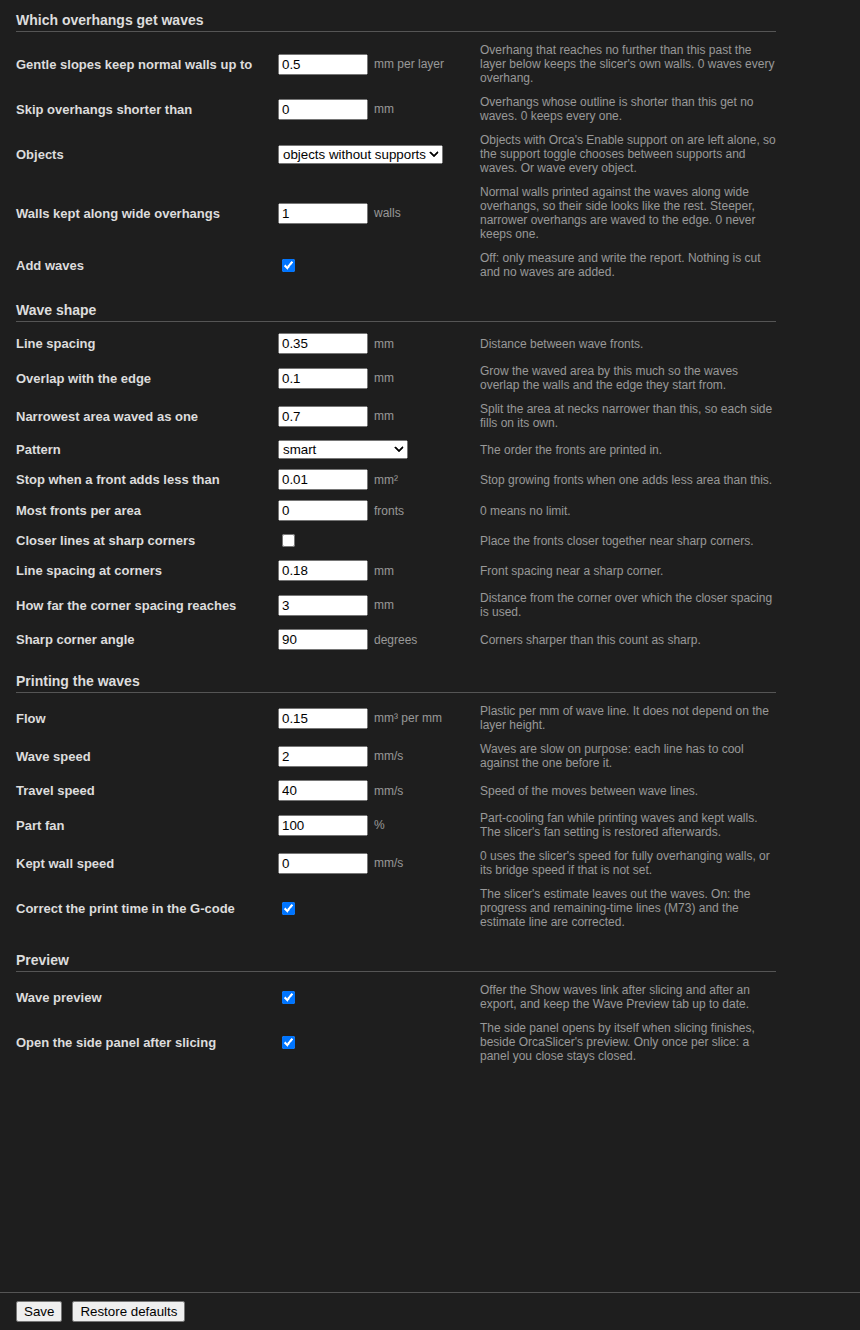 Which overhangs get waves
Gentle slopes keep normal walls up to 0.5 mm per layer
Overhang that reaches no further than this past the
layer below keeps the slicer's own walls. 0 waves every
overhang.
Skip overhangs shorter than 0 mm
Overhangs whose outline is shorter than this get no
waves. 0 keeps every one.
Objects objects without supports
Objects with Orca's Enable support on are left alone, so
the support toggle chooses between supports and
waves. Or wave every object.
Walls kept along wide overhangs 1 walls
Normal walls printed against the waves along wide
overhangs, so their side looks like the rest. Steeper,
narrower overhangs are waved to the edge. 0 never
keeps one.
Add waves
Off: only measure and write the report. Nothing is cut
and no waves are added.
Wave shape
Line spacing 0.35 mm
Distance between wave fronts.
Overlap with the edge 0.1 mm
Grow the waved area by this much so the waves
overlap the walls and the edge they start from.
Narrowest area waved as one 0.7 mm
Split the area at necks narrower than this, so each side
fills on its own.
Pattern smart
The order the fronts are printed in.
Stop when a front adds less than 0.01 mm²
Stop growing fronts when one adds less area than this.
Most fronts per area 0 fronts
0 means no limit.
Closer lines at sharp corners
Place the fronts closer together near sharp corners.
Line spacing at corners 0.18 mm
Front spacing near a sharp corner.
How far the corner spacing reaches 3 mm
Distance from the corner over which the closer spacing
is used.
Sharp corner angle 90 degrees
Corners sharper than this count as sharp.
Printing the waves
Flow 0.15 mm³ per mm
Plastic per mm of wave line. It does not depend on the
layer height.
Wave speed 2 mm/s
Waves are slow on purpose: each line has to cool
against the one before it.
Travel speed 40 mm/s
Speed of the moves between wave lines.
Part fan 100 %
Part-cooling fan while printing waves and kept walls.
The slicer's fan setting is restored afterwards.
Kept wall speed 0 mm/s
0 uses the slicer's speed for fully overhanging walls, or
its bridge speed if that is not set.
Correct the print time in the G-code
The slicer's estimate leaves out the waves. On: the
progress and remaining-time lines (M73) and the
estimate line are corrected.
Preview
Wave preview
Offer the Show waves link after slicing and after an
export, and keep the Wave Preview tab up to date.
Open the side panel after slicing
The side panel opens by itself when slicing finishes,
beside OrcaSlicer's preview. Only once per slice: a
panel you close stays closed.
Save Restore defaults